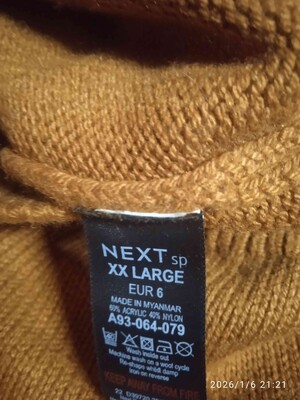 NEXT sp
XX LARGE
EUR 6
MADE IN MYANMAR
60% ACRYLIC 40% NYLON
A93-064-079
Wash inside out
Machine wash on a wool cycle
Re-shape whilst damp
Iron on reverse
KEEP AWAY FROM FIRE
2026/1/6 21:21